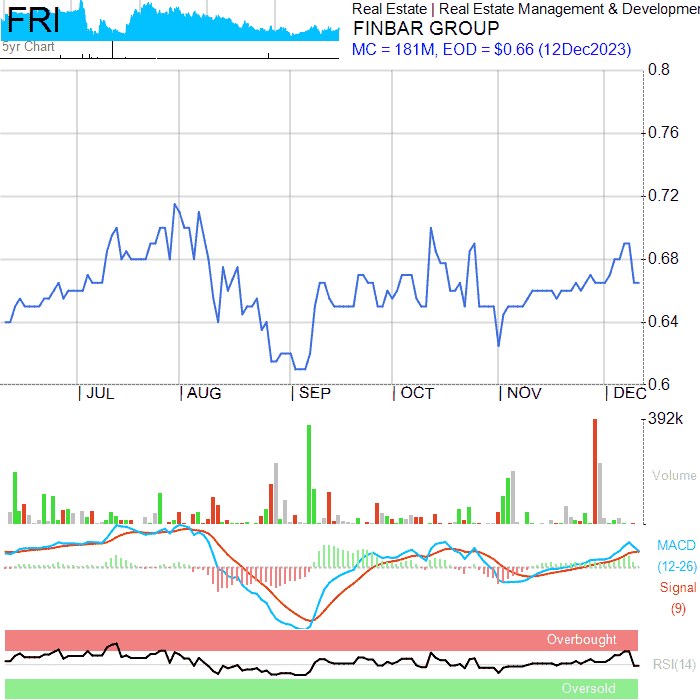 FRI
5yr Chart
Real Estate | Real Estate Management & Developmen
FINBAR GROUP
MC = 181M, EOD = $0.66 (12Dec2023)
0.8
0.76
0.72
0.68
0.64
0.6
| JUL | AUG | SEP | OCT | NOV | DEC
392k
Volume
MACD
(12-26)
Signal
(9)
Overbought
RSI(14)
Oversold